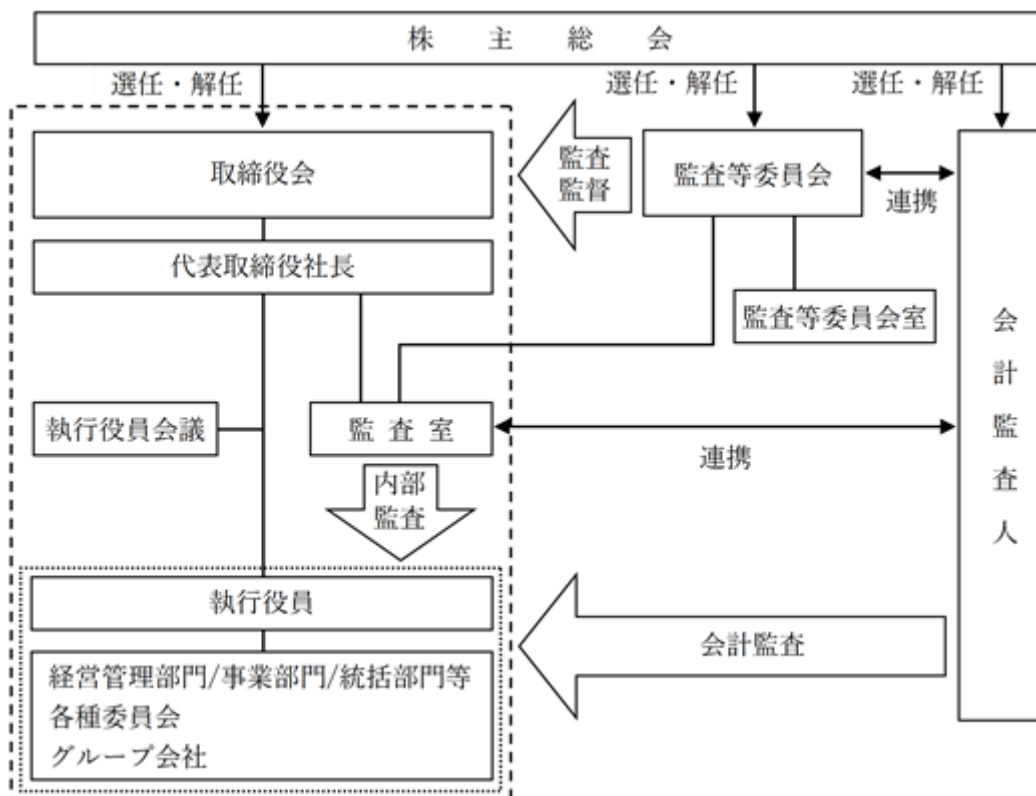 株主総会
選任・解任
選任・解任
選任・解任
取締役会
監査
監督
監査等委員会
連携
代表取締役社長
監査等委員会室
会計監査人
執行役員会議
監査室
連携
内部
監査
執行役員
会計監査
経営管理部門/事業部門/統括部門等
各種委員会
グループ会社